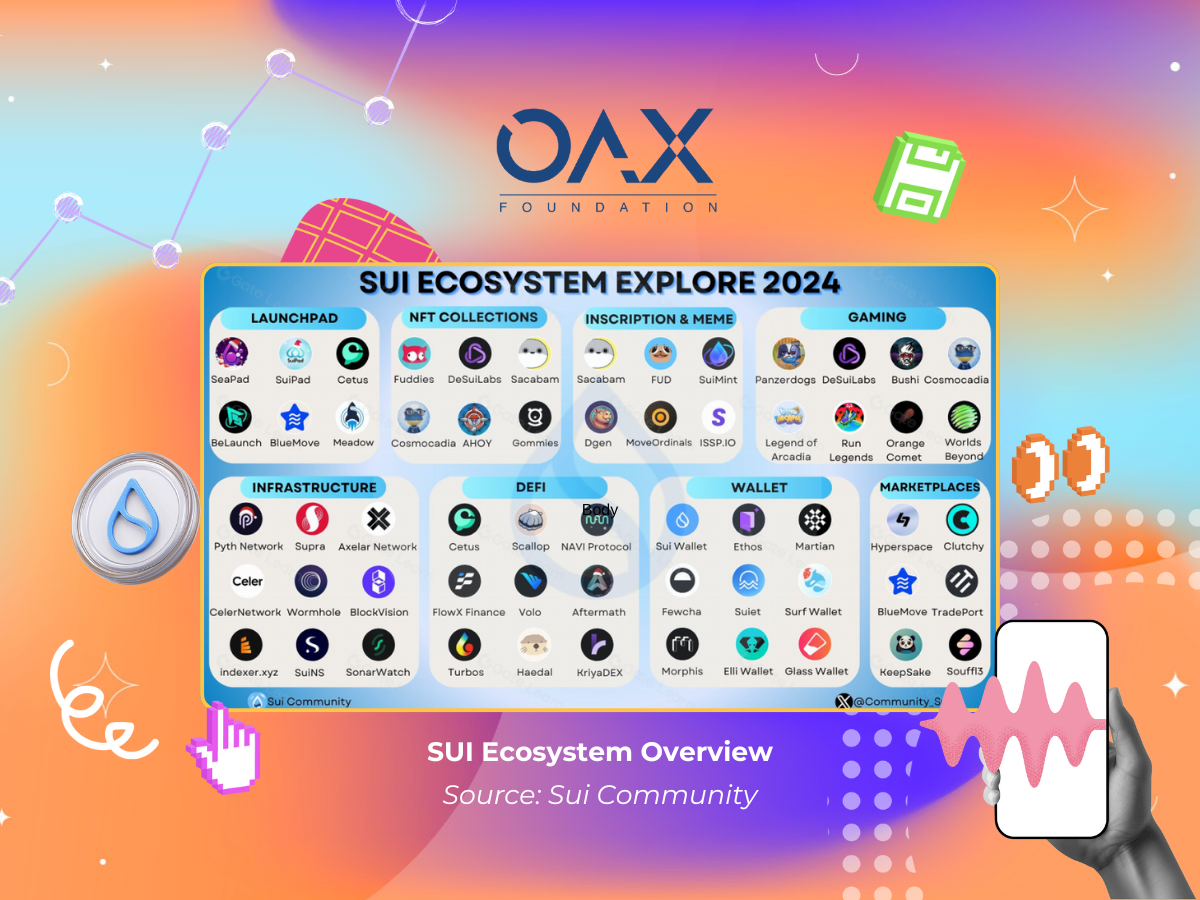 OAX
FOUNDATION
SUI ECOSYSTEM EXPLORE 2024
LAUNCHPAD
SeaPad SuiPad Cetus
BeLaunch BlueMove Meadow
NFT COLLECTIONS
Fuddies DeSuiLabs Sacabam
Cosmocadia AHOY Gommies
INSCRIPTION & MEME
Sacabam FUD SuiMint
Dgen MoveOrdinals ISSP.IO
GAMING
Panzerdogs DeSuiLabs Bushi Cosmocadia
Legend of Arcadia Run Legends Orange Comet Worlds Beyond
INFRASTRUCTURE
Pyth Network Supra Axelar Network
Celer
CelerNetwork Wormhole BlockVision
indexer.xyz SuiNS SonarWatch
DEFI
Body
Cetus Scallop NAVI Protocol
FlowX Finance Volo Aftermath
Turbos Haedal KriyaDEX
WALLET
Sui Wallet Ethos Martian
Fewcha Suiet Surf Wallet
Morphis Elli Wallet Glass Wallet
MARKETPLACES
Hyperspace Clutchy
BlueMove TradePort
KeepSake Souffl3
Sui Community
@Community_S
SUI Ecosystem Overview
Source: Sui Community